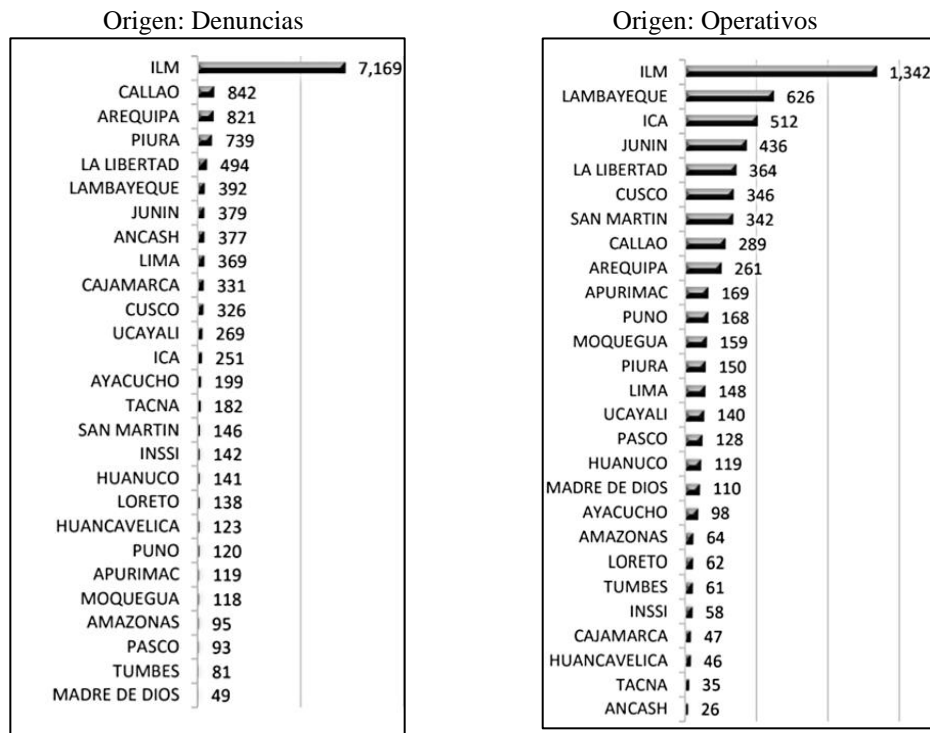 Origen: Denuncias
ILM 7,169
CALLAO 842
AREQUIPA 821
PIURA 739
LA LIBERTAD 494
LAMBAYEQUE 392
JUNIN 379
ANCASH 377
LIMA 369
CAJAMARCA 331
CUSCO 326
UCAYALI 269
ICA 251
AYACUCHO 199
TACNA 182
SAN MARTIN 146
INSSI 142
HUANUCO 141
LORETO 138
HUANCAVELICA 123
PUNO 120
APURIMAC 119
MOQUEGUA 118
AMAZONAS 95
PASCO 93
TUMBES 81
MADRE DE DIOS 49
Origen: Operativos
ILM 1,342
LAMBAYEQUE 626
ICA 512
JUNIN 436
LA LIBERTAD 364
CUSCO 346
SAN MARTIN 342
CALLAO 289
AREQUIPA 261
APURIMAC 169
PUNO 168
MOQUEGUA 159
PIURA 150
LIMA 148
UCAYALI 140
PASCO 128
HUANUCO 119
MADRE DE DIOS 110
AYACUCHO 98
AMAZONAS 64
LORETO 62
TUMBES 61
INSSI 58
CAJAMARCA 47
HUANCAVELICA 46
TACNA 35
ANCASH 26